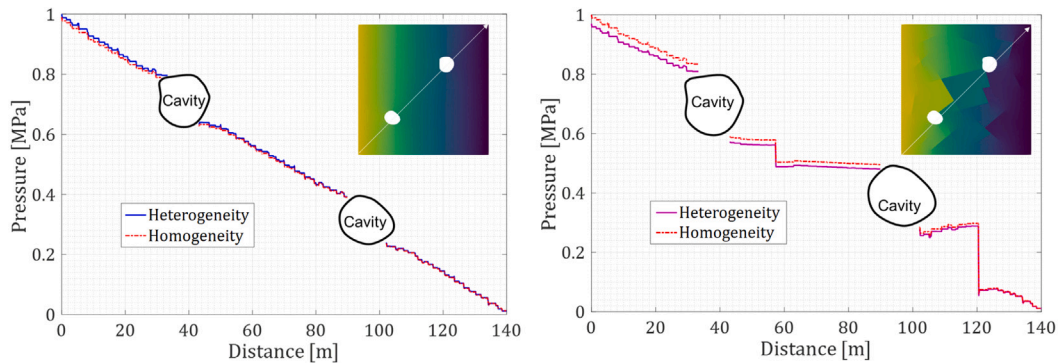 Pressure [MPa]
1
0.8
0.6
0.4
0.2
0
Cavity
Cavity
Heterogeneity
Homogeneity
0 20 40 60 80 100 120 140
Distance [m]
Pressure [MPa]
1
0.8
0.6
0.4
0.2
0
Cavity
Cavity
Heterogeneity
Homogeneity
0 20 40 60 80 100 120 140
Distance [m]